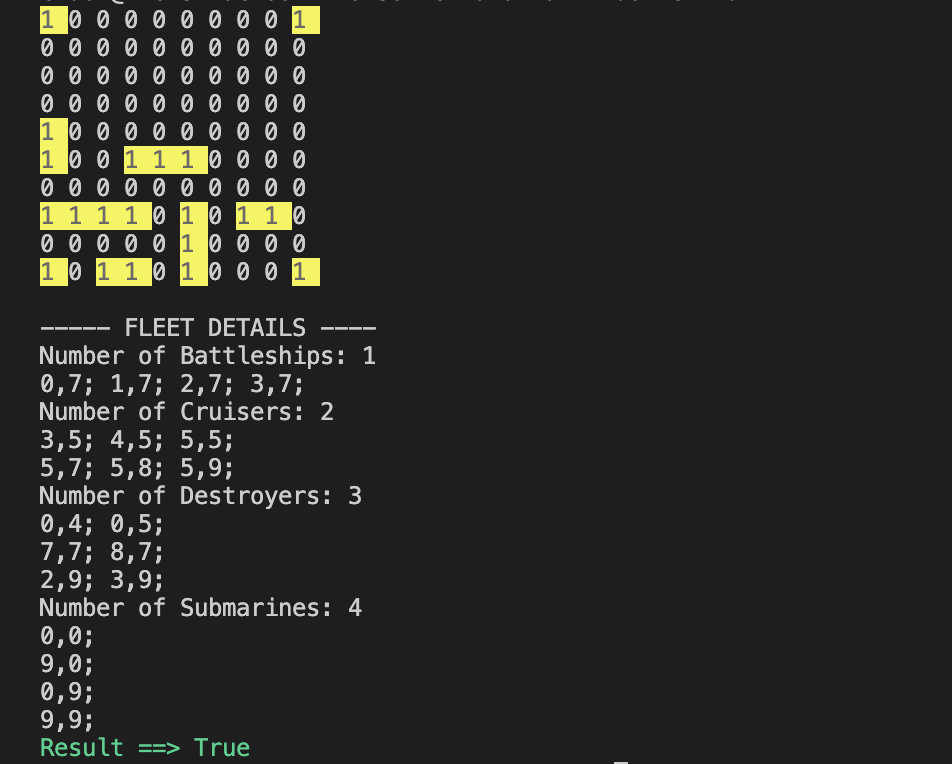 1 0 0 0 0 0 0 0 0 1
0 0 0 0 0 0 0 0 0 0
0 0 0 0 0 0 0 0 0 0
0 0 0 0 0 0 0 0 0 0
1 0 0 0 0 0 0 0 0 0
1 0 0 1 1 1 0 0 0 0
0 0 0 0 0 0 0 0 0 0
1 1 1 1 0 1 0 1 1 0
0 0 0 0 0 1 0 0 0 0
1 0 1 1 0 1 0 0 0 1
----- FLEET DETAILS ----
Number of Battleships: 1
0,7; 1,7; 2,7; 3,7;
Number of Cruisers: 2
3,5; 4,5; 5,5;
5,7; 5,8; 5,9;
Number of Destroyers: 3
0,4; 0,5;
7,7; 8,7;
2,9; 3,9;
Number of Submarines: 4
0,0;
9,0;
0,9;
9,9;
Result ==> True